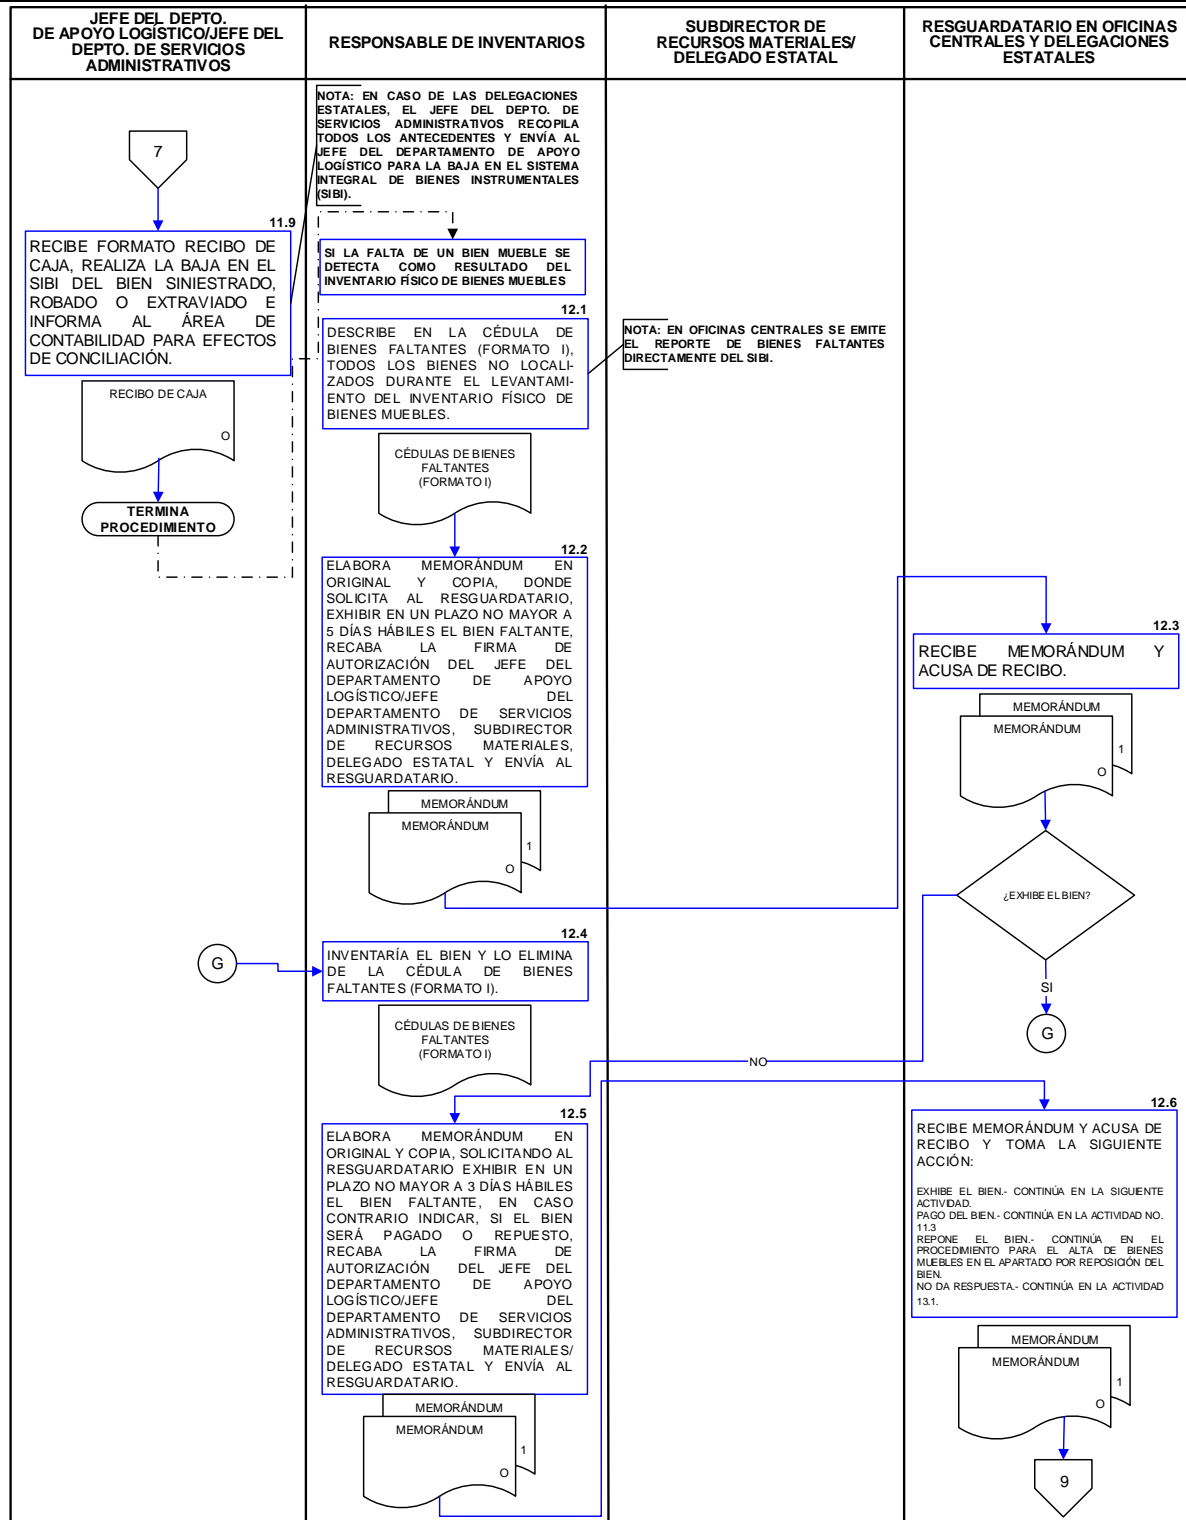 JEFE DEL DEPTO.
DE APOYO LOGÍSTICO/JEFE DEL
DEPTO. DE SERVICIOS
ADMINISTRATIVOS
RESPONSABLE DE INVENTARIOS
SUBDIRECTOR DE
RECURSOS MATERIALES/
DELEGADO ESTATAL
RESGUARDATARIO EN OFICINAS
CENTRALES Y DELEGACIONES
ESTATALES
7
11.9
RECIBE FORMATO RECIBO DE
CAJA, REALIZA LA BAJA EN EL
SIBI DEL BIEN SINIESTRADO,
ROBADO O EXTRAVIADO E
INFORMA AL ÁREA DE
CONTABILIDAD PARA EFECTOS
DE CONCILIACIÓN.
RECIBO DE CAJA
O
TERMINA
PROCEDIMIENTO
NOTA: EN CASO DE LAS DELEGACIONES
ESTATALES, EL JEFE DEL DEPTO. DE
SERVICIOS ADMINISTRATIVOS RECOPILA
TODOS LOS ANTECEDENTES Y ENVÍA AL
JEFE DEL DEPARTAMENTO DE APOYO
LOGÍSTICO PARA LA BAJA EN EL SISTEMA
INTEGRAL DE BIENES INSTRUMENTALES
(SIBI).
SI LA FALTA DE UN BIEN MUEBLE SE
DETECTA COMO RESULTADO DEL
INVENTARIO FÍSICO DE BIENES MUEBLES
12.1
DESCRIBE EN LA CÉDULA DE
BIENES FALTANTES (FORMATO I),
TODOS LOS BIENES NO LOCALI-
ZADOS DURANTE EL LEVANTAMI-
ENTO DEL INVENTARIO FÍSICO DE
BIENES MUEBLES.
NOTA: EN OFICINAS CENTRALES SE EMITE
EL REPORTE DE BIENES FALTANTES
DIRECTAMENTE DEL SIBI.
CÉDULAS DE BIENES
FALTANTES
(FORMATO I)
12.2
ELABORA MEMORÁNDUM EN
ORIGINAL Y COPIA, DONDE
SOLICITA AL RESGUARDATARIO,
EXHIBIR EN UN PLAZO NO MAYOR A
5 DÍAS HÁBILES EL BIEN FALTANTE,
RECABA LA FIRMA DE
AUTORIZACIÓN DEL JEFE DEL
DEPARTAMENTO DE APOYO
LOGÍSTICO/JEFE DEL
DEPARTAMENTO DE SERVICIOS
ADMINISTRATIVOS, SUBDIRECTOR
DE RECURSOS MATERIALES,
DELEGADO ESTATAL Y ENVÍA AL
RESGUARDATARIO.
MEMORÁNDUM
1
MEMORÁNDUM
O
12.3
RECIBE MEMORÁNDUM Y
ACUSA DE RECIBO.
MEMORÁNDUM
1
MEMORÁNDUM
O
¿EXHIBE EL BIEN?
SI
G
NO
G
12.4
INVENTARÍA EL BIEN Y LO ELIMINA
DE LA CÉDULA DE BIENES
FALTANTES (FORMATO I).
CÉDULAS DE BIENES
FALTANTES
(FORMATO I)
12.5
ELABORA MEMORÁNDUM EN
ORIGINAL Y COPIA, SOLICITANDO AL
RESGUARDATARIO EXHIBIR EN UN
PLAZO NO MAYOR A 3 DÍAS HÁBILES
EL BIEN FALTANTE, EN CASO
CONTRARIO INDICAR, SI EL BIEN
SERÁ PAGADO O REPUESTO,
RECABA LA FIRMA DE
AUTORIZACIÓN DEL JEFE DEL
DEPARTAMENTO DE APOYO
LOGÍSTICO/JEFE DEL
DEPARTAMENTO DE SERVICIOS
ADMINISTRATIVOS, SUBDIRECTOR
DE RECURSOS MATERIALES/
DELEGADO ESTATAL Y ENVÍA AL
RESGUARDATARIO.
MEMORÁNDUM
1
MEMORÁNDUM
O
12.6
RECIBE MEMORÁNDUM Y ACUSA DE
RECIBO Y TOMA LA SIGUIENTE
ACCIÓN:
EXHIBE EL BIEN.- CONTINÚA EN LA SIGUIENTE
ACTIVIDAD.
PAGO DEL BIEN.- CONTINÚA EN LA ACTIVIDAD NO.
11.3
REPONE EL BIEN.- CONTINÚA EN EL
PROCEDIMIENTO PARA EL ALTA DE BIENES
MUEBLES EN EL APARTADO POR REPOSICIÓN DEL
BIEN.
NO DA RESPUESTA.- CONTINÚA EN LA ACTIVIDAD
13.1.
MEMORÁNDUM
1
MEMORÁNDUM
O
9